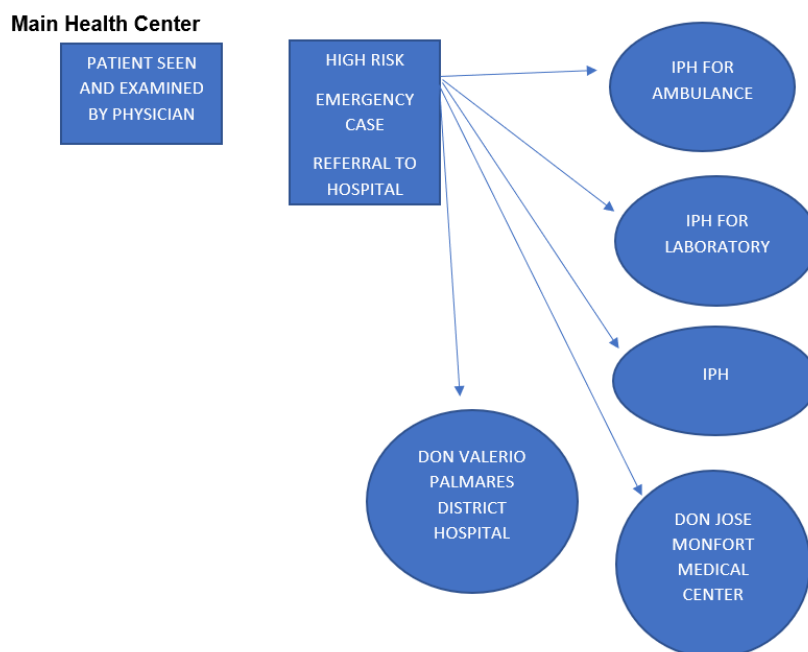 Main Health Center
PATIENT SEEN
AND EXAMINED
BY PHYSICIAN
HIGH RISK
EMERGENCY
CASE
REFERRAL TO
HOSPITAL
IPH FOR
AMBULANCE
IPH FOR
LABORATORY
IPH
DON VALERIO
PALMARES
DISTRICT
HOSPITAL
DON JOSE
MONFORT
MEDICAL
CENTER